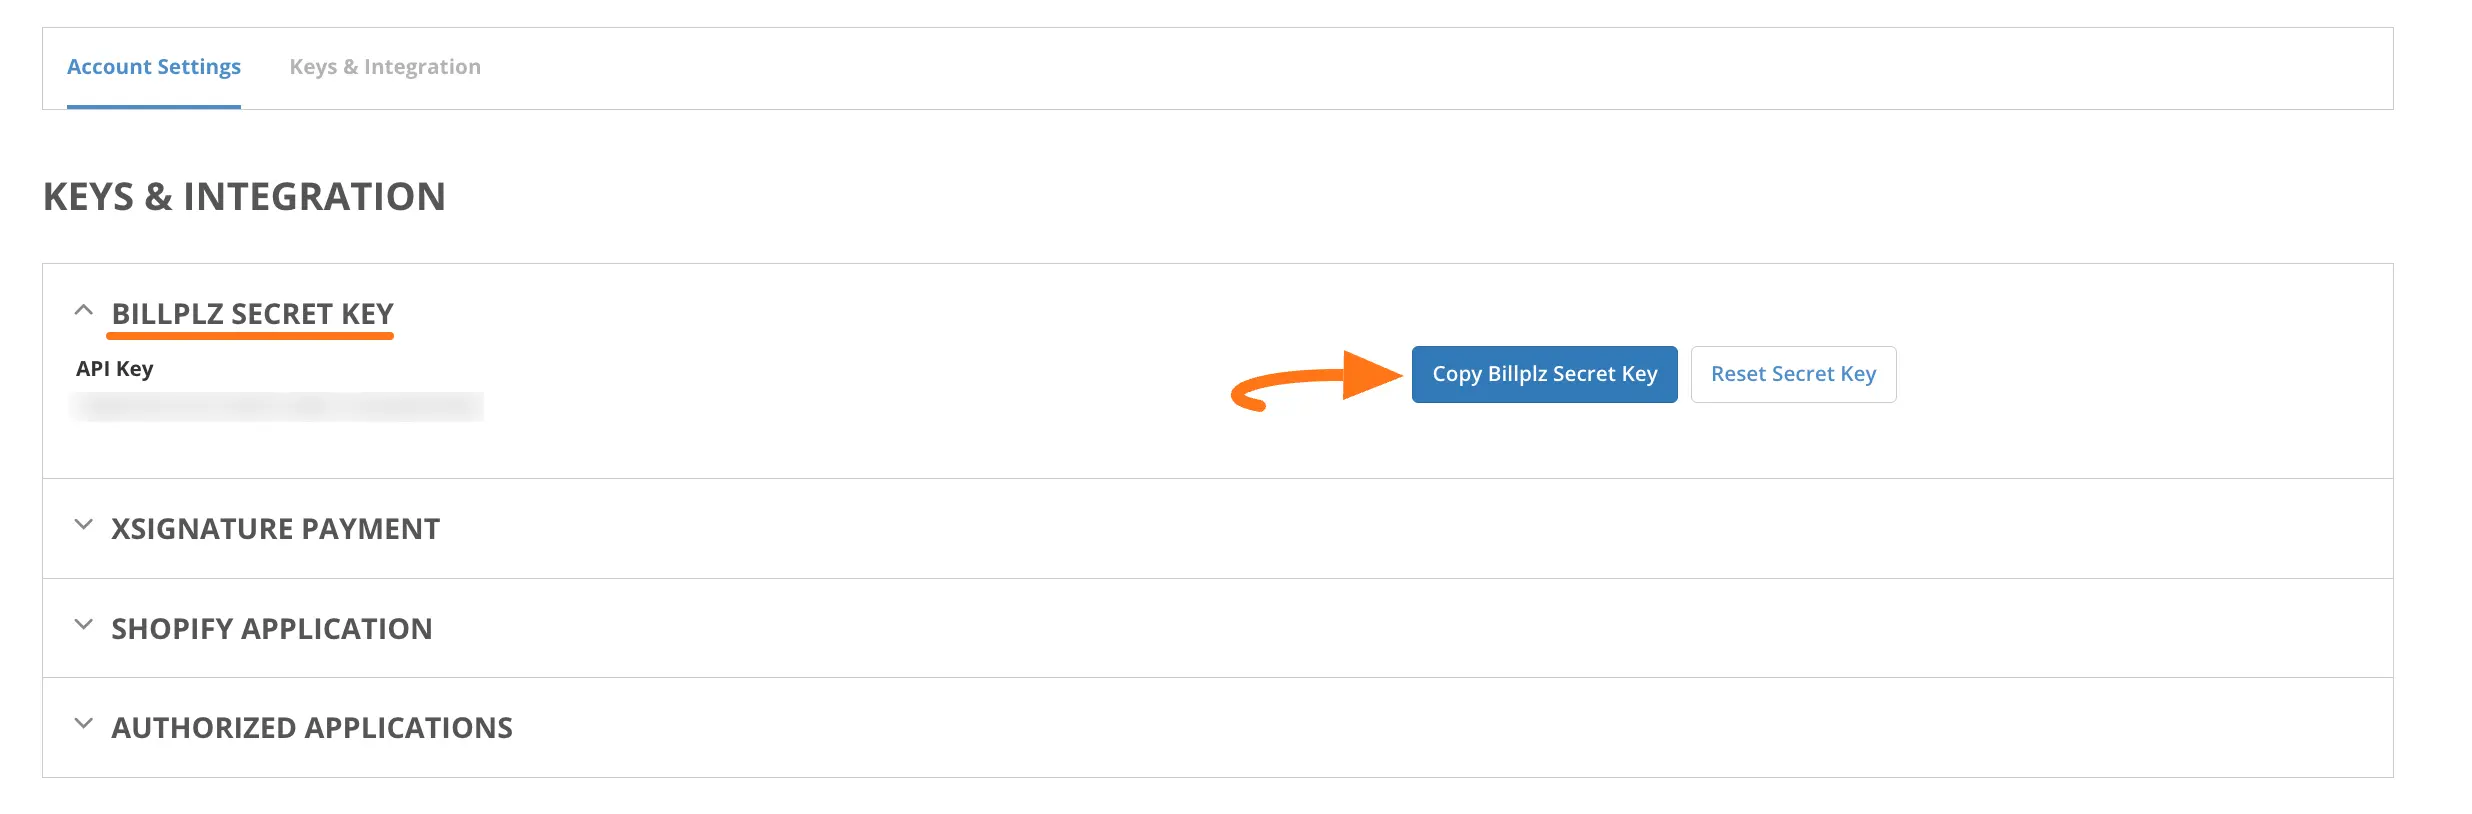 Account Settings Keys & Integration
KEYS & INTEGRATION
BILLPLZ SECRET KEY
API Key
Copy Billplz Secret Key Reset Secret Key
XSIGNATURE PAYMENT
SHOPIFY APPLICATION
AUTHORIZED APPLICATIONS